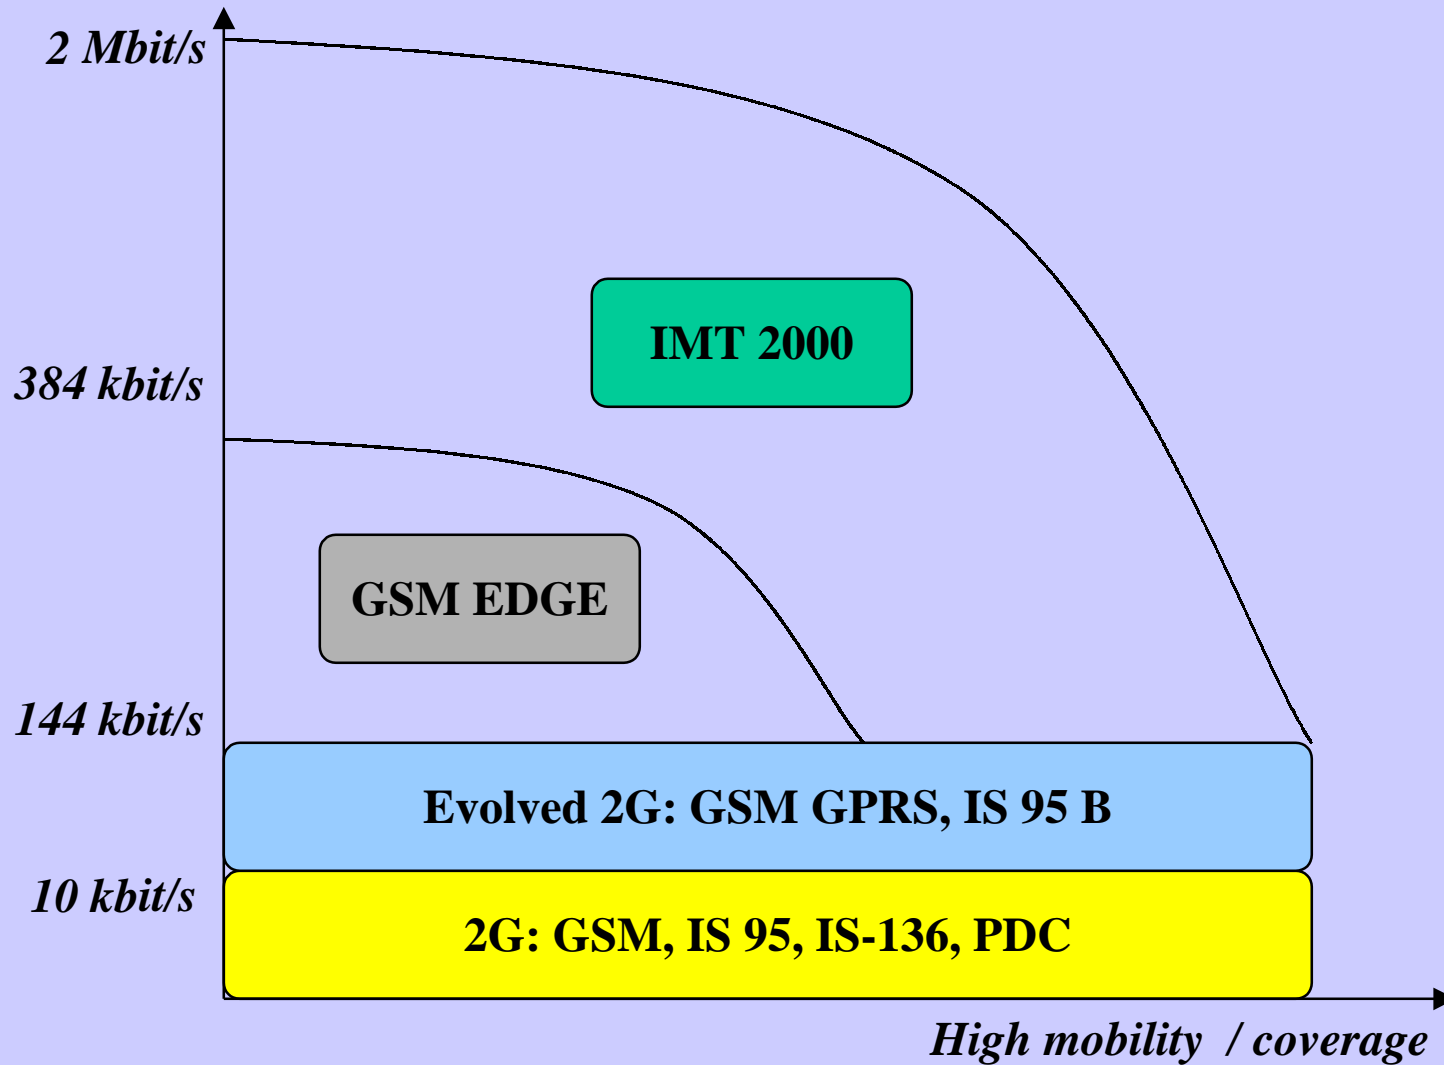 2 Mbit/s
IMT 2000
384 kbit/s
GSM EDGE
144 kbit/s
Evolved 2G: GSM GPRS, IS 95 B
10 kbit/s
2G: GSM, IS 95, IS-136, PDC
High mobility / coverage